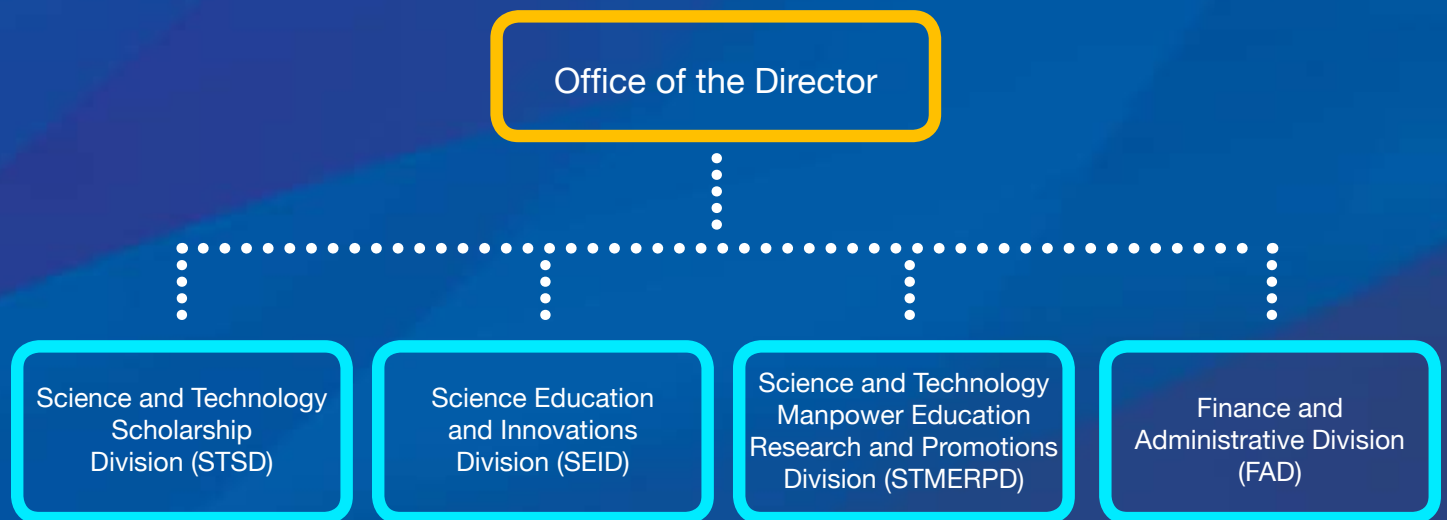 Office of the Director
Science and Technology
Scholarship
Division (STSD)
Science Education
and Innovations
Division (SEID)
Science and Technology
Manpower Education
Research and Promotions
Division (STMERPD)
Finance and
Administrative Division
(FAD)